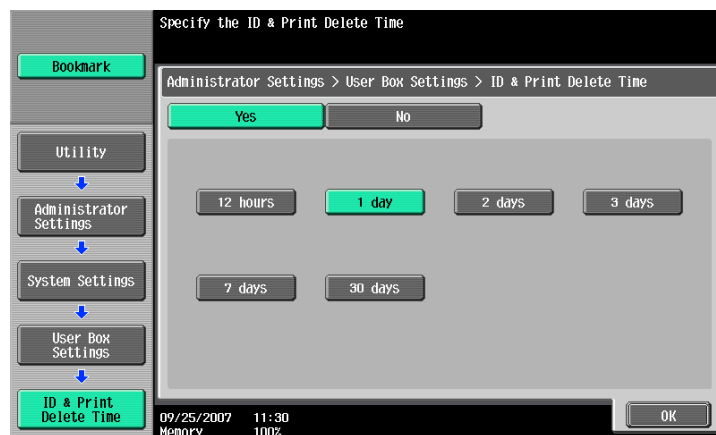 Specify the ID & Print Delete Time
Bookmark
Administrator Settings > User Box Settings > ID & Print Delete Time
Yes No
Utility
Administrator
Settings
System Settings
User Box
Settings
ID & Print
Delete Time
12 hours 1 day 2 days 3 days
7 days 30 days
09/25/2007 11:30
Memory 100%
OK